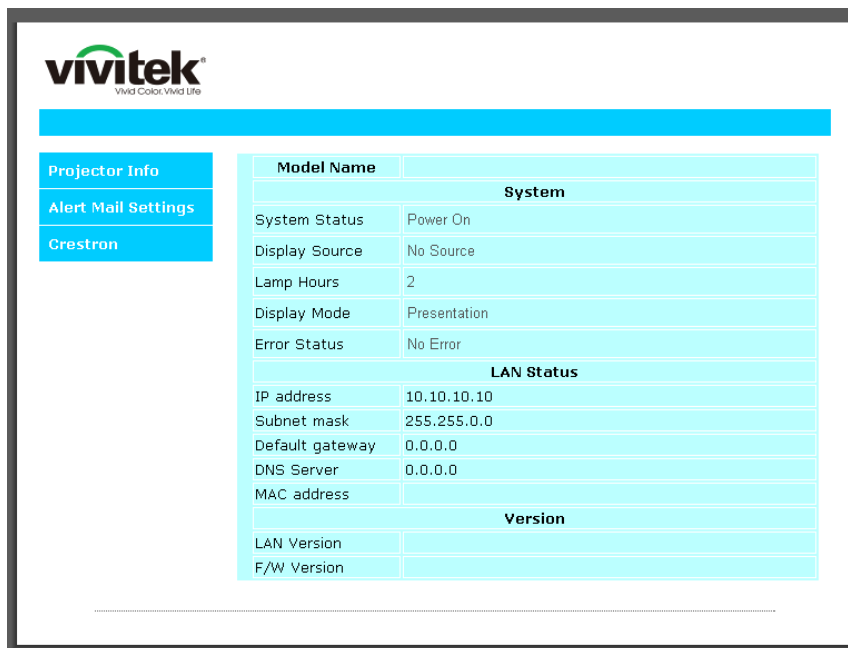 vivitek®
Vivid Color. Vivid Life
Projector Info
Alert Mail Settings
Crestron
Model Name
System
System Status Power On
Display Source No Source
Lamp Hours 2
Display Mode Presentation
Error Status No Error
LAN Status
IP address 10.10.10.10
Subnet mask 255.255.0.0
Default gateway 0.0.0.0
DNS Server 0.0.0.0
MAC address
Version
LAN Version
F/W Version